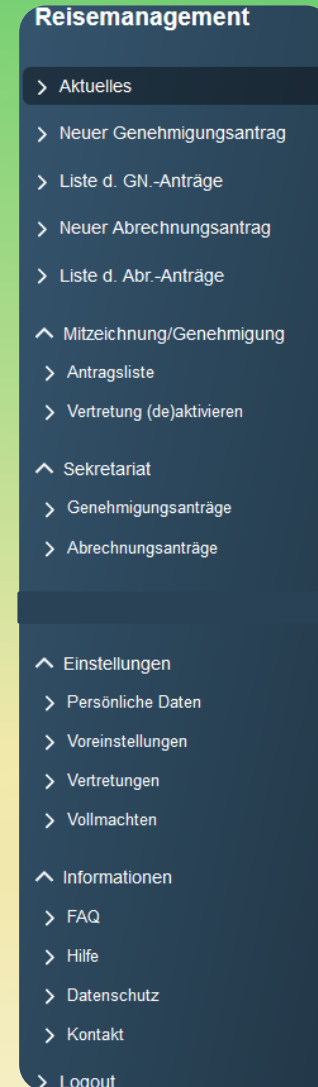 Reisemanagement
Aktuelles
Neuer Genehmigungsantrag
Liste d. GN.-Anträge
Neuer Abrechnungsantrag
Liste d. Abr.-Anträge
Mitzeichnung/Genehmigung
Antragsliste
Vertretung (de)aktivieren
Sekretariat
Genehmigungsanträge
Abrechnungsanträge
Einstellungen
Persönliche Daten
Voreinstellungen
Vertretungen
Vollmachten
Informationen
FAQ
Hilfe
Datenschutz
Kontakt
Logout